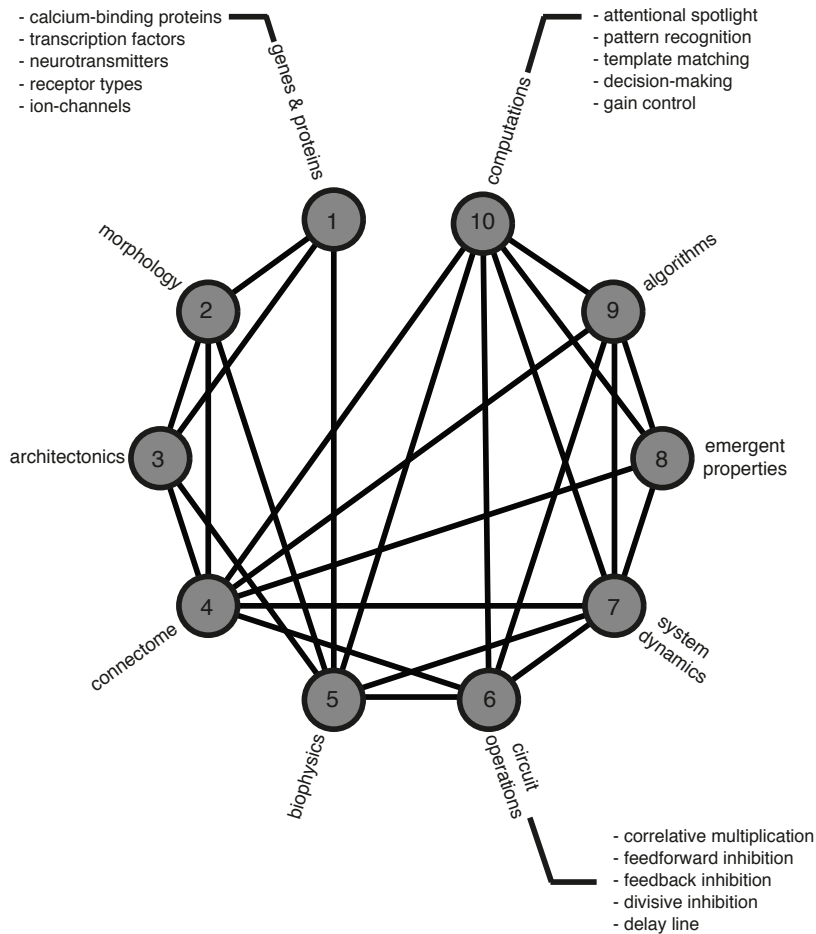 - calcium-binding proteins
- transcription factors
- neurotransmitters
- receptor types
- ion-channels
- attentional spotlight
- pattern recognition
- template matching
- decision-making
- gain control
genes & proteins
computations
1
10
morphology
algorithms
2
9
architectonics
3
8
emergent
properties
4
7
connectome
system
dynamics
5
6
biophysics
circuit
operations
- correlative multiplication
- feedforward inhibition
- feedback inhibition
- divisive inhibition
- delay line